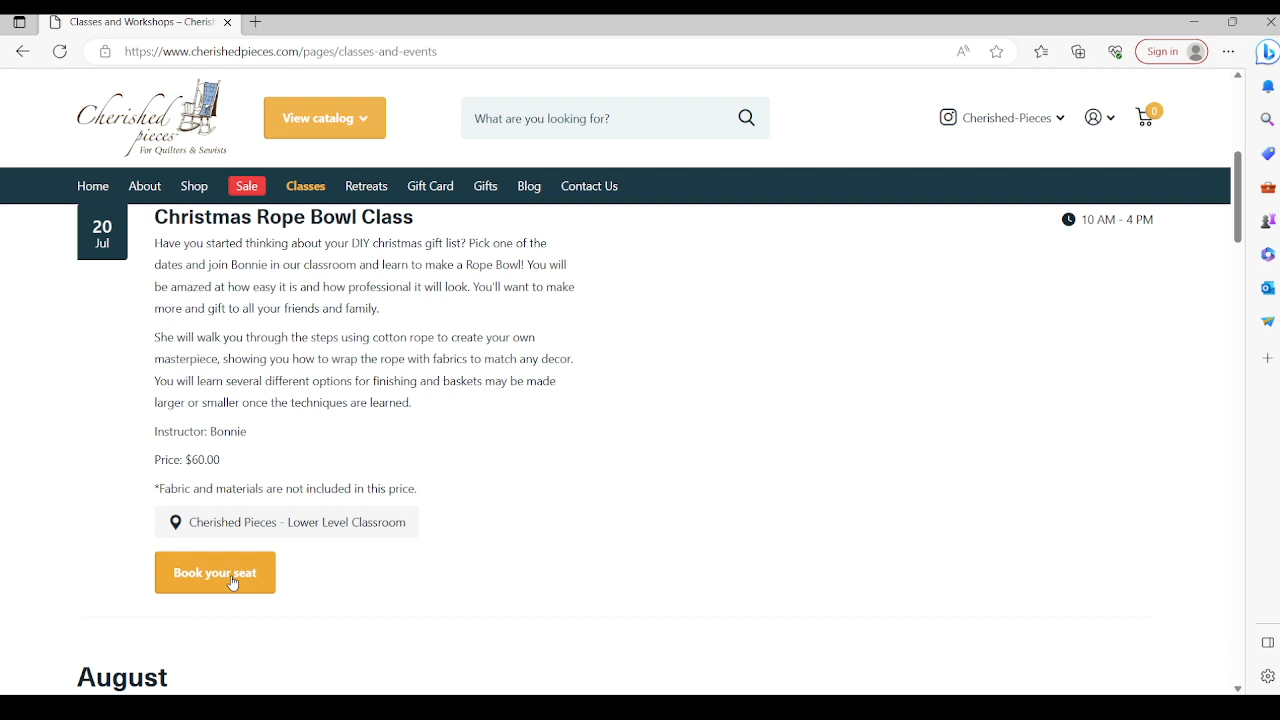 Classes and Workshops – Cherish
https://www.cherishedpieces.com/pages/classes-and-events
Sign in
Cherished
pieces
For Quilters & Sewists
View catalog
What are you looking for?
Cherished-Pieces
0
Home About Shop Sale Classes Retreats Gift Card Gifts Blog Contact Us
20
Jul
Christmas Rope Bowl Class
10 AM - 4 PM
Have you started thinking about your DIY christmas gift list? Pick one of the
dates and join Bonnie in our classroom and learn to make a Rope Bowl! You will
be amazed at how easy it is and how professional it will look. You'll want to make
more and gift to all your friends and family.
She will walk you through the steps using cotton rope to create your own
masterpiece, showing you how to wrap the rope with fabrics to match any decor.
You will learn several different options for finishing and baskets may be made
larger or smaller once the techniques are learned.
Instructor: Bonnie
Price: $60.00
*Fabric and materials are not included in this price.
Cherished Pieces - Lower Level Classroom
Book your seat
August